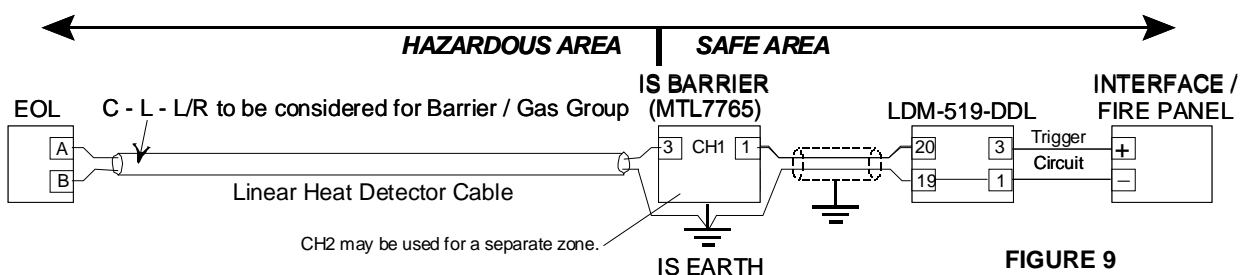 HAZARDOUS AREA SAFE AREA
IS BARRIER
(MTL7765)
INTERFACE /
FIRE PANEL
EOL
C - L - L/R to be considered for Barrier / Gas Group
LDM-519-DDL
A
B
3 CH1 1
20 3
19 1
Trigger
Circuit
+
–
Linear Heat Detector Cable
CH2 may be used for a separate zone.
IS EARTH
FIGURE 9